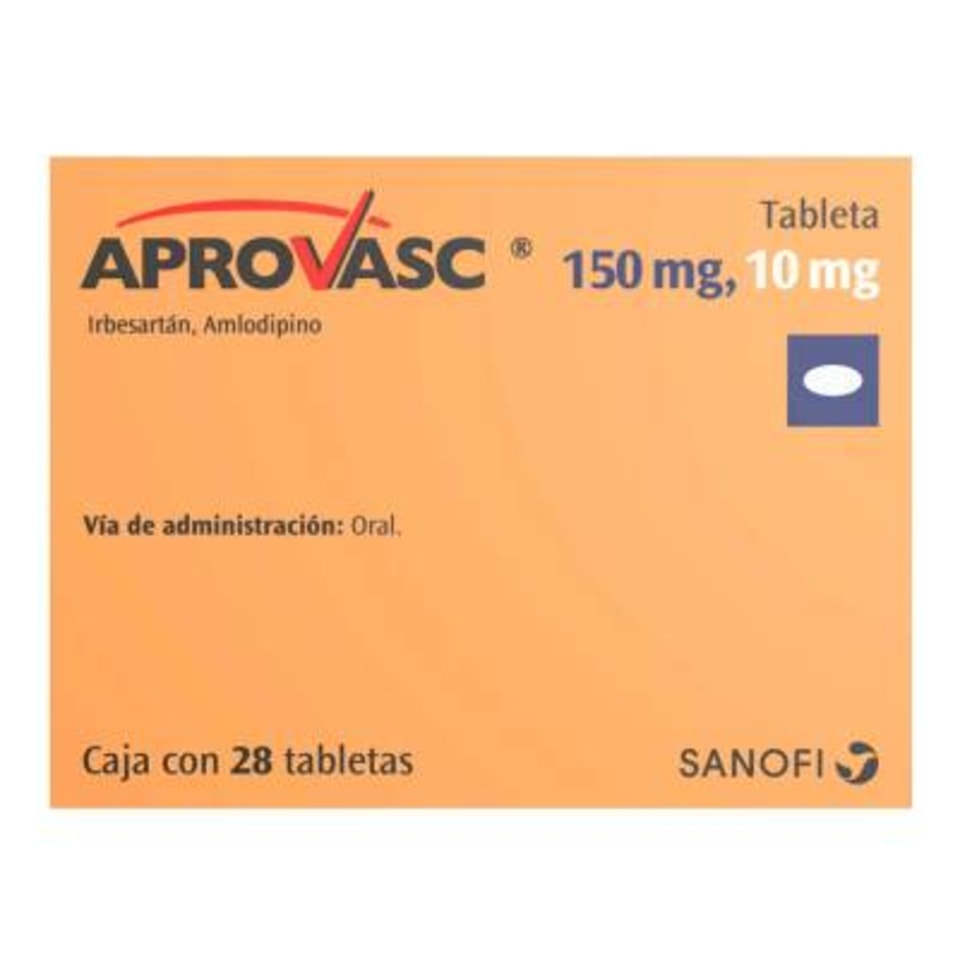 APROVASC®
Irbesartán, Amlodipino
Tableta
150 mg, 10 mg
Vía de administración: Oral.
Caja con 28 tabletas
SANOFI